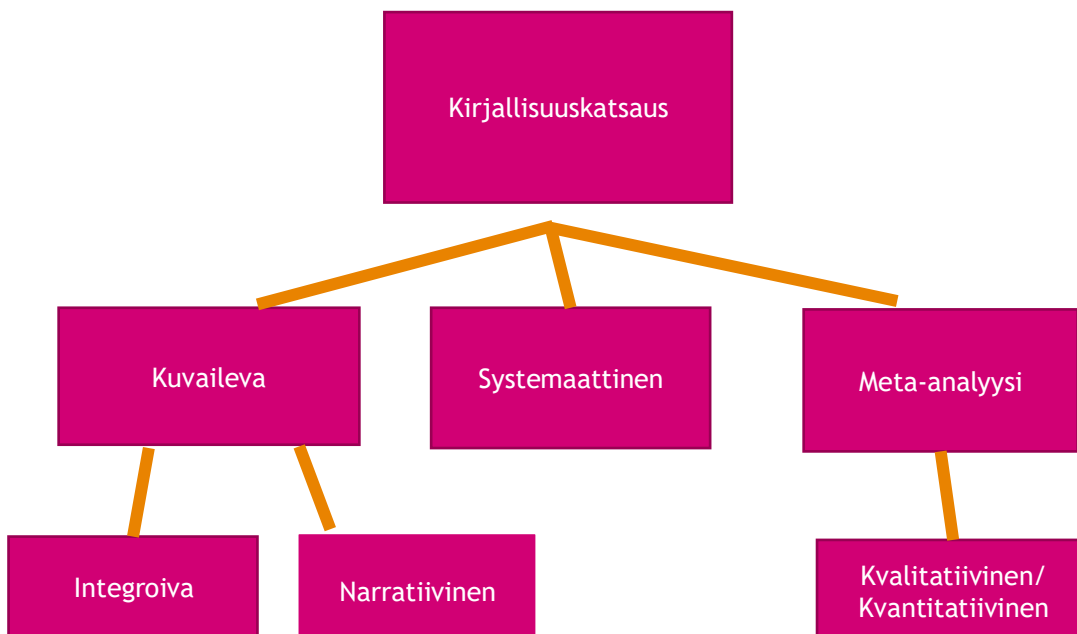 Kirjallisuuskatsaus
Kuvaileva
Systemaattinen
Meta-analyysi
Integroiva
Narratiivinen
Kvalitatiivinen/
Kvantitatiivinen